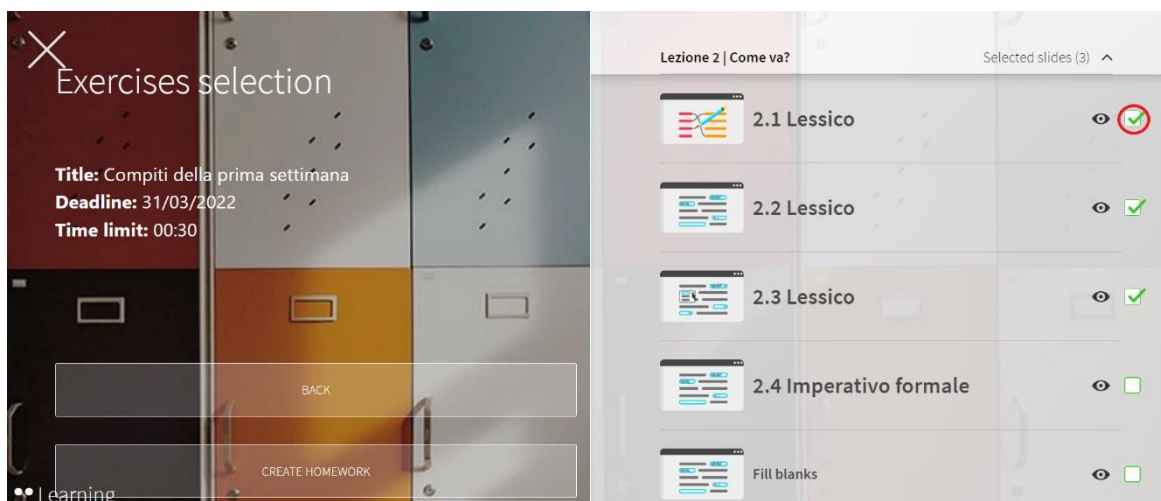 Exercises selection
Title: Compiti della prima settimana
Deadline: 31/03/2022
Time limit: 00:30
BACK
CREATE HOMEWORK
Learning
Lezione 2 | Come va?
Selected slides (3)
2.1 Lessico
2.2 Lessico
2.3 Lessico
2.4 Imperativo formale
Fill blanks